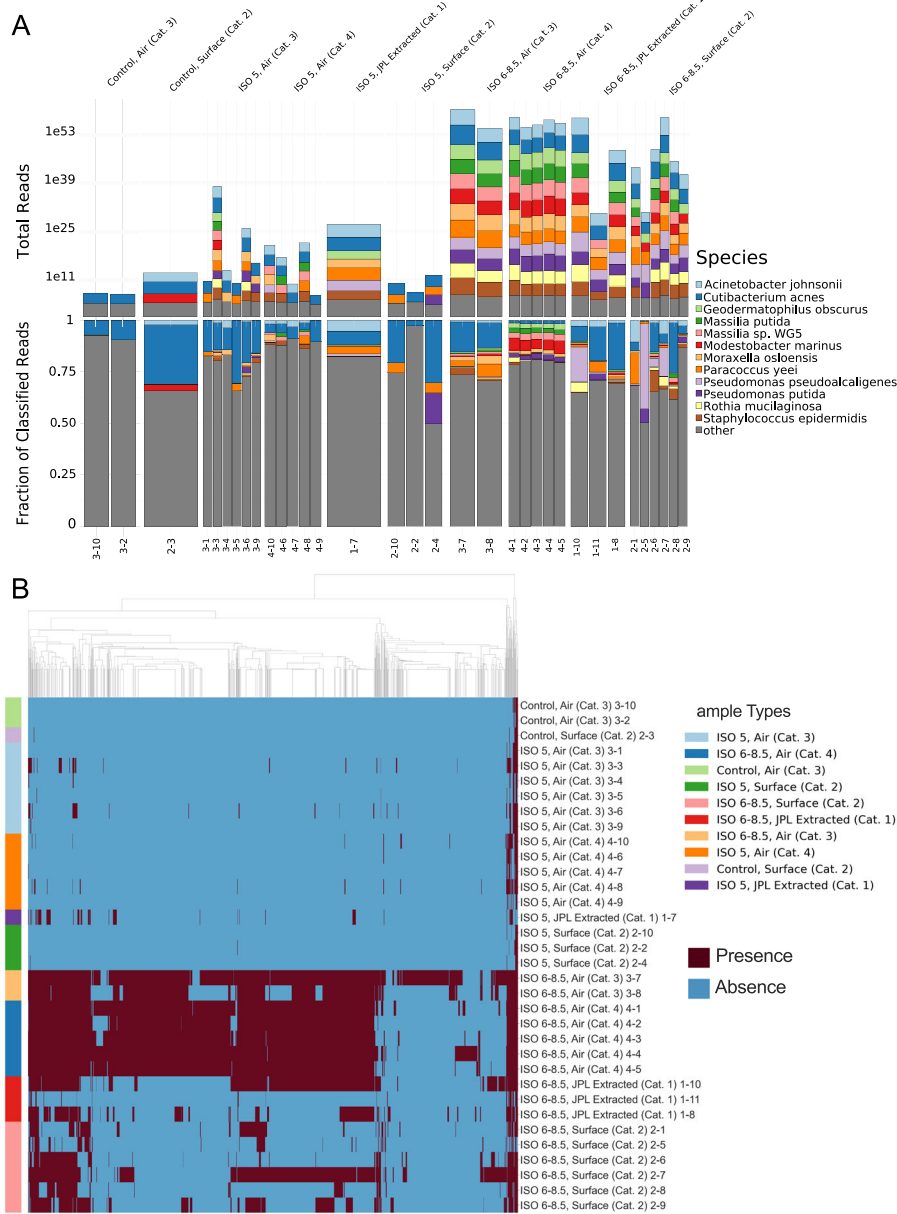 A
Control, Air (Cat. 3)
Control, Surface (Cat. 2)
ISO 5, Air (Cat. 3)
ISO 5, Air (Cat. 4)
ISO 5, JPL Extracted (Cat. 1)
ISO 5, Surface (Cat. 2)
ISO 6-8.5, Air (Cat.3)
ISO 6-8.5, Air (Cat. 4)
ISO 6-8.5, JPL Extracted (Cat.
ISO 6-8.5, Surface (Cat. 2)
Total Reads
1e53
1e39
1e25
1e11
Fraction of Classified Reads
1
0.75
0.50
0.25
0
3-10
3-2
2-3
3-1
3-3
3-4
3-5
3-6
3-9
4-10
4-6
4-7
4-8
4-9
1-7
2-10
2-2
2-4
3-7
3-8
4-1
4-2
4-3
4-4
4-5
1-10
1-11
1-8
2-1
2-5
2-6
2-7
2-8
2-9
Species
Acinetobacter johnsonii
Cutibacterium acnes
Geodermatophilus obscurus
Massilia putida
Massilia sp. WG5
Modestobacter marinus
Moraxella osloensis
Paracoccus yeei
Pseudomonas pseudoalcaligenes
Pseudomonas putida
Rothia mucilaginosa
Staphylococcus epidermidis
other
B
Control, Air (Cat. 3) 3-10
Control, Air (Cat. 3) 3-2
Control, Surface (Cat. 2) 2-3
ISO 5, Air (Cat. 3) 3-1
ISO 5, Air (Cat. 3) 3-3
ISO 5, Air (Cat. 3) 3-4
ISO 5, Air (Cat. 3) 3-5
ISO 5, Air (Cat. 3) 3-6
ISO 5, Air (Cat. 3) 3-9
ISO 5, Air (Cat. 4) 4-10
ISO 5, Air (Cat. 4) 4-6
ISO 5, Air (Cat. 4) 4-7
ISO 5, Air (Cat. 4) 4-8
ISO 5, Air (Cat. 4) 4-9
ISO 5, JPL Extracted (Cat. 1) 1-7
ISO 5, Surface (Cat. 2) 2-10
ISO 5, Surface (Cat. 2) 2-2
ISO 5, Surface (Cat. 2) 2-4
ISO 6-8.5, Air (Cat. 3) 3-7
ISO 6-8.5, Air (Cat. 3) 3-8
ISO 6-8.5, Air (Cat. 4) 4-1
ISO 6-8.5, Air (Cat. 4) 4-2
ISO 6-8.5, Air (Cat. 4) 4-3
ISO 6-8.5, Air (Cat. 4) 4-4
ISO 6-8.5, Air (Cat. 4) 4-5
ISO 6-8.5, JPL Extracted (Cat. 1) 1-10
ISO 6-8.5, JPL Extracted (Cat. 1) 1-11
ISO 6-8.5, JPL Extracted (Cat. 1) 1-8
ISO 6-8.5, Surface (Cat. 2) 2-1
ISO 6-8.5, Surface (Cat. 2) 2-5
ISO 6-8.5, Surface (Cat. 2) 2-6
ISO 6-8.5, Surface (Cat. 2) 2-7
ISO 6-8.5, Surface (Cat. 2) 2-8
ISO 6-8.5, Surface (Cat. 2) 2-9
ample Types
ISO 5, Air (Cat. 3)
ISO 6-8.5, Air (Cat. 4)
Control, Air (Cat. 3)
ISO 5, Surface (Cat. 2)
ISO 6-8.5, Surface (Cat. 2)
ISO 6-8.5, JPL Extracted (Cat. 1)
ISO 6-8.5, Air (Cat. 3)
ISO 5, Air (Cat. 4)
Control, Surface (Cat. 2)
ISO 5, JPL Extracted (Cat. 1)
Presence
Absence